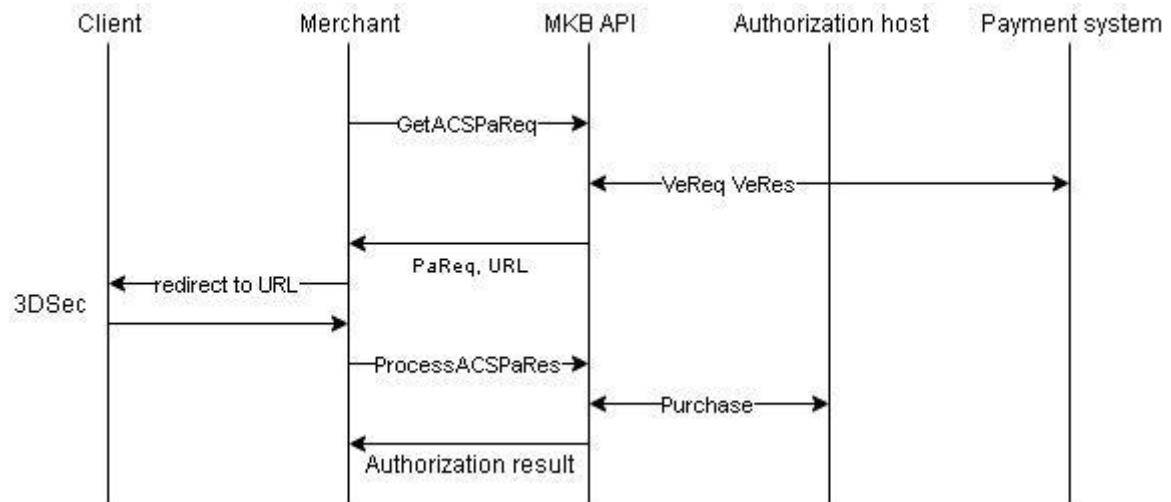 Client Merchant MKB API Authorization host Payment system
GetACSPaReq
VeReq VeRes
PaReq, URL
redirect to URL
3DSec
ProcessACSPaRes
Purchase
Authorization result